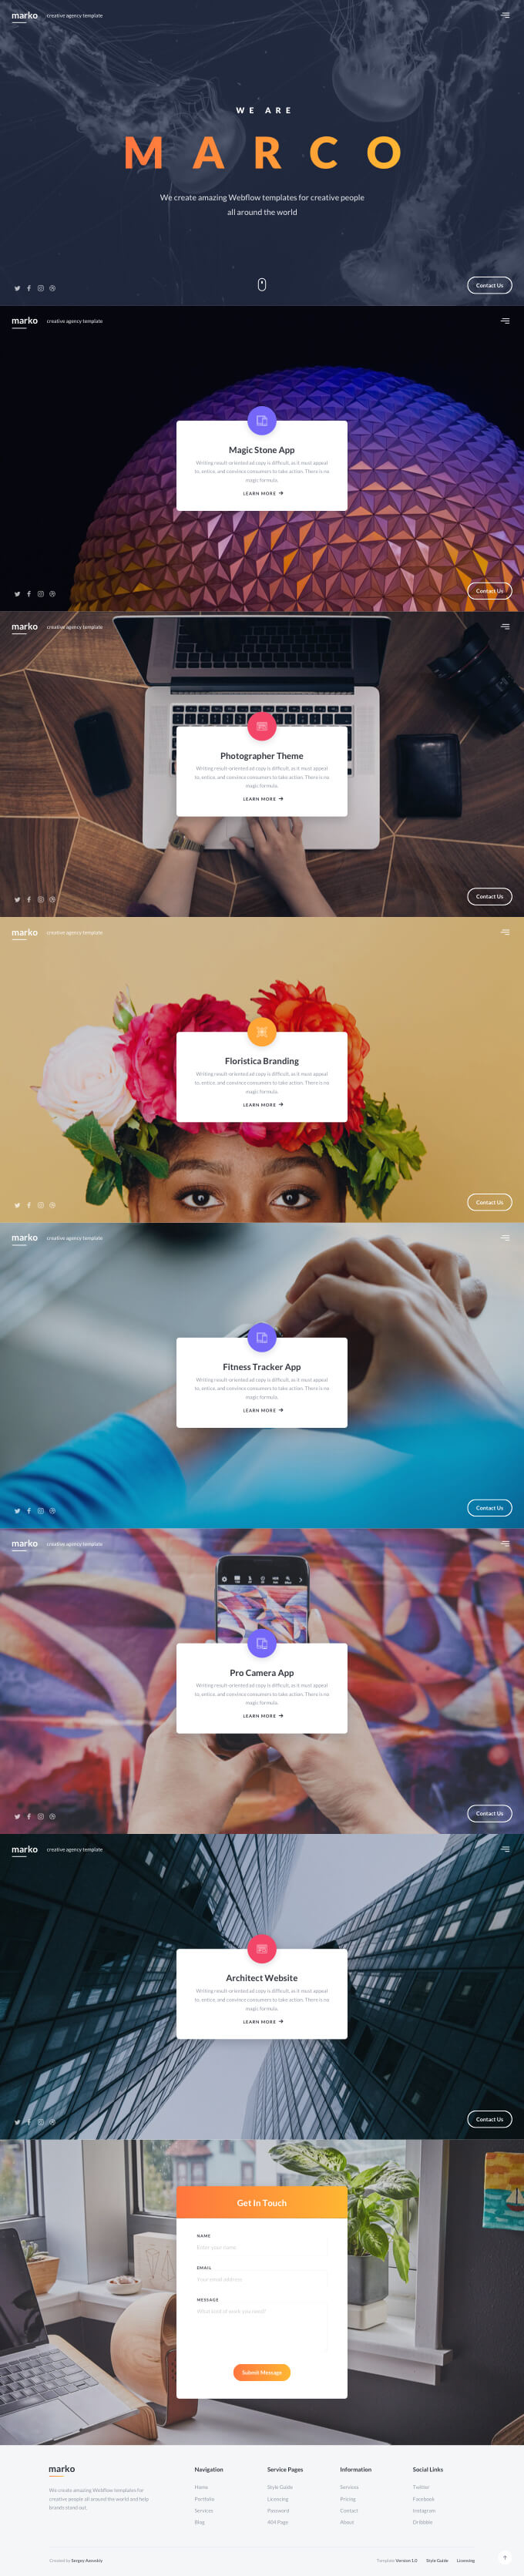 marko creative agency template
WE ARE
MARCO
We create amazing Webflow templates for creative people
all around the world
Contact Us
marko creative agency template
Magic Stone App
Writing result-oriented ad copy is difficult, as it must appeal
to, entice, and convince consumers to take action. There is no
magic formula.
LEARN MORE
Contact Us
marko creative agency template
Photographer Theme
Writing result-oriented ad copy is difficult, as it must appeal
to, entice, and convince consumers to take action. There is no
magic formula.
LEARN MORE
Contact Us
marko creative agency template
Floristica Branding
Writing result-oriented ad copy is difficult, as it must appeal
to, entice, and convince consumers to take action. There is no
magic formula.
LEARN MORE
Contact Us
marko creative agency template
Fitness Tracker App
Writing result-oriented ad copy is difficult, as it must appeal
to, entice, and convince consumers to take action. There is no
magic formula.
LEARN MORE
Contact Us
marko creative agency template
Pro Camera App
Writing result-oriented ad copy is difficult, as it must appeal
to, entice, and convince consumers to take action. There is no
magic formula.
LEARN MORE
Contact Us
marko creative agency template
Architect Website
Writing result-oriented ad copy is difficult, as it must appeal
to, entice, and convince consumers to take action. There is no
magic formula.
LEARN MORE
Contact Us
Get In Touch
NAME
Enter your name
EMAIL
Your email address
MESSAGE
What kind of work you need?
Submit Message
marko
We create amazing Webflow templates for
creative people all around the world and help
brands stand out.
Navigation
Home
Portfolio
Services
Blog
Service Pages
Style Guide
Licensing
Password
404 Page
Information
Services
Pricing
Contact
About
Social Links
Twitter
Facebook
Instagram
Dribbble
Created by Sergey
Template Version 1.0 Style Guide Licensing